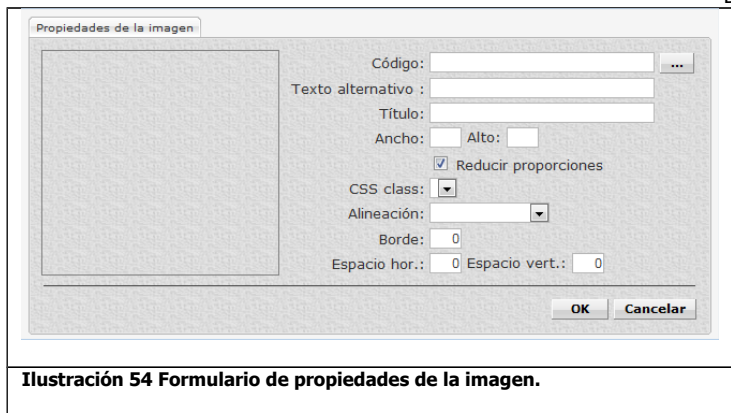 Propiedades de la imagen
Código: ...
Texto alternativo :
Título:
Ancho: Alto:
Reducir proporciones
CSS class:
Alineación:
Borde: 0
Espacio hor.: 0 Espacio vert.: 0
OK Cancelar
Ilustración 54 Formulario de propiedades de la imagen.